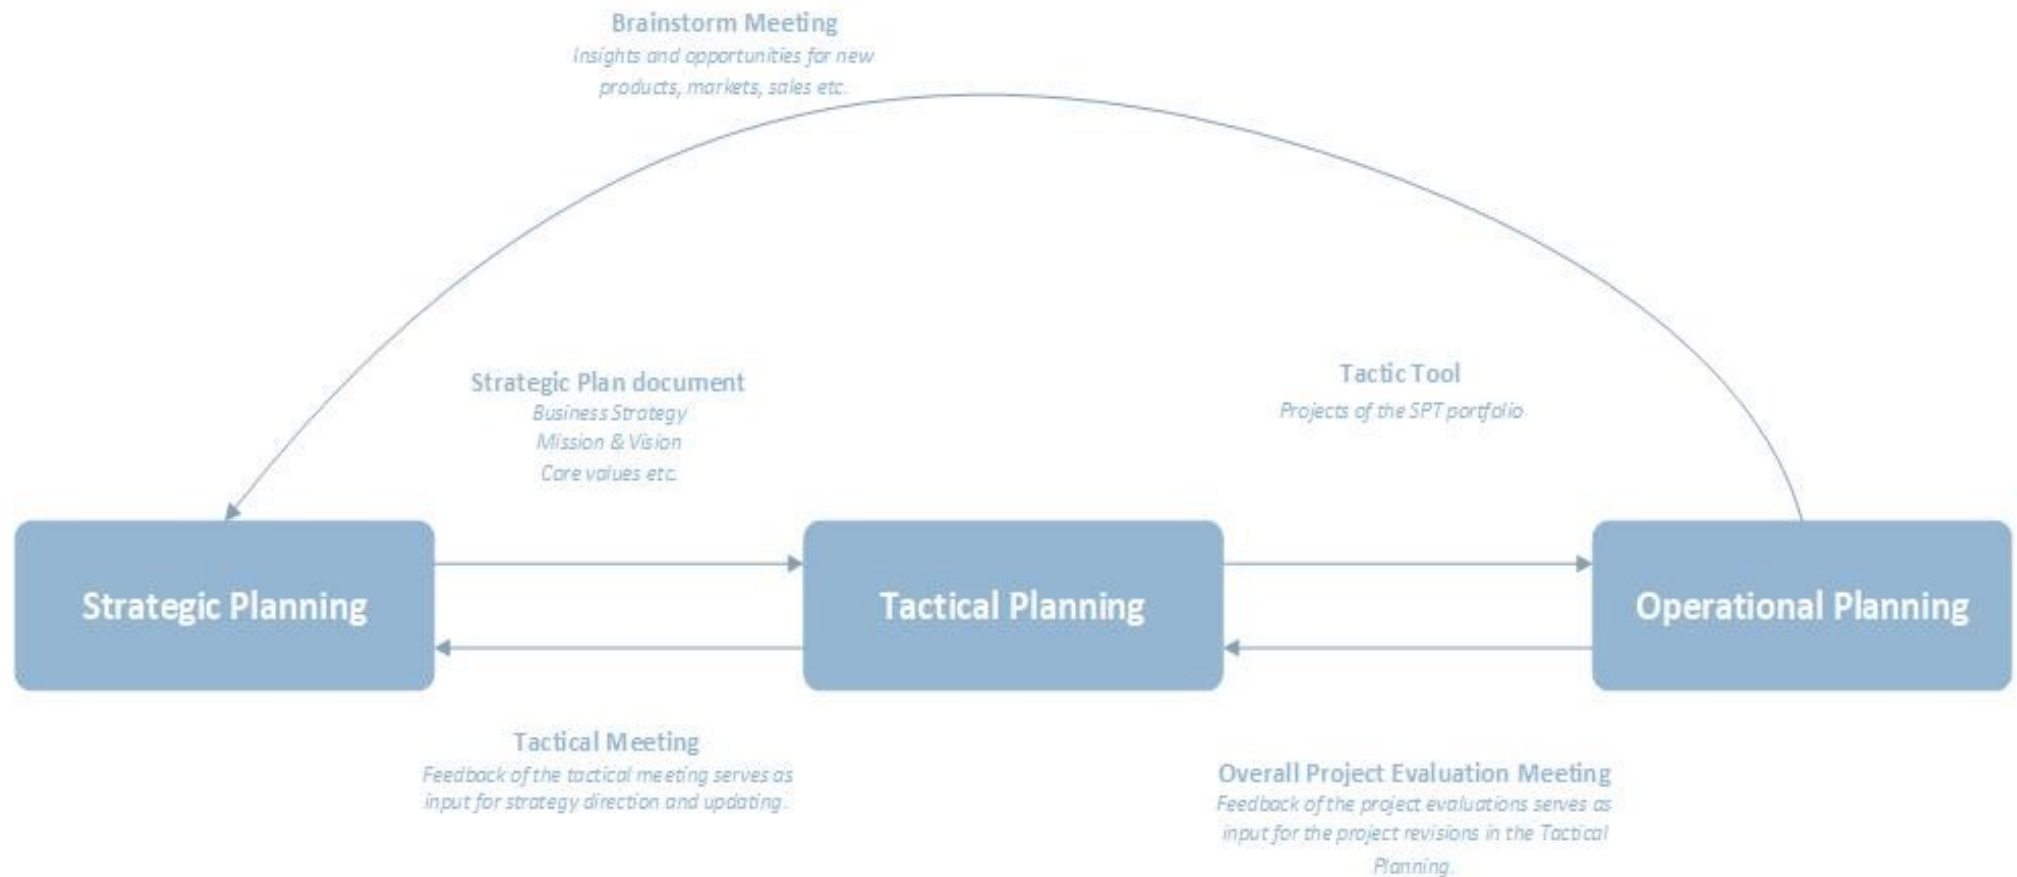 Brainstorm Meeting
Insights and opportunities for new
products, markets, sales etc.
Strategic Plan document
Business Strategy
Mission & Vision
Core values etc.
Tactic Tool
Projects of the SPT portfolio
Strategic Planning
Tactical Planning
Operational Planning
Tactical Meeting
Feedback of the tactical meeting serves as
input for strategy direction and updating.
Overall Project Evaluation Meeting
Feedback of the project evaluations serves as
input for the project revisions in the Tactical
Planning.